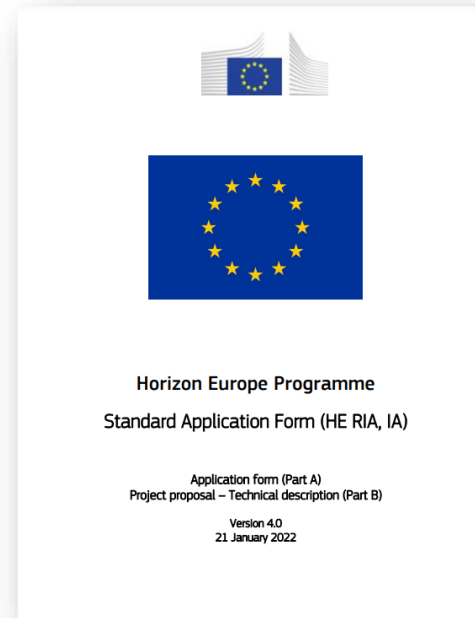 Horizon Europe Programme
Standard Application Form (HE RIA, IA)
Application form (Part A)
Project proposal – Technical description (Part B)
Version 4.0
21 January 2022